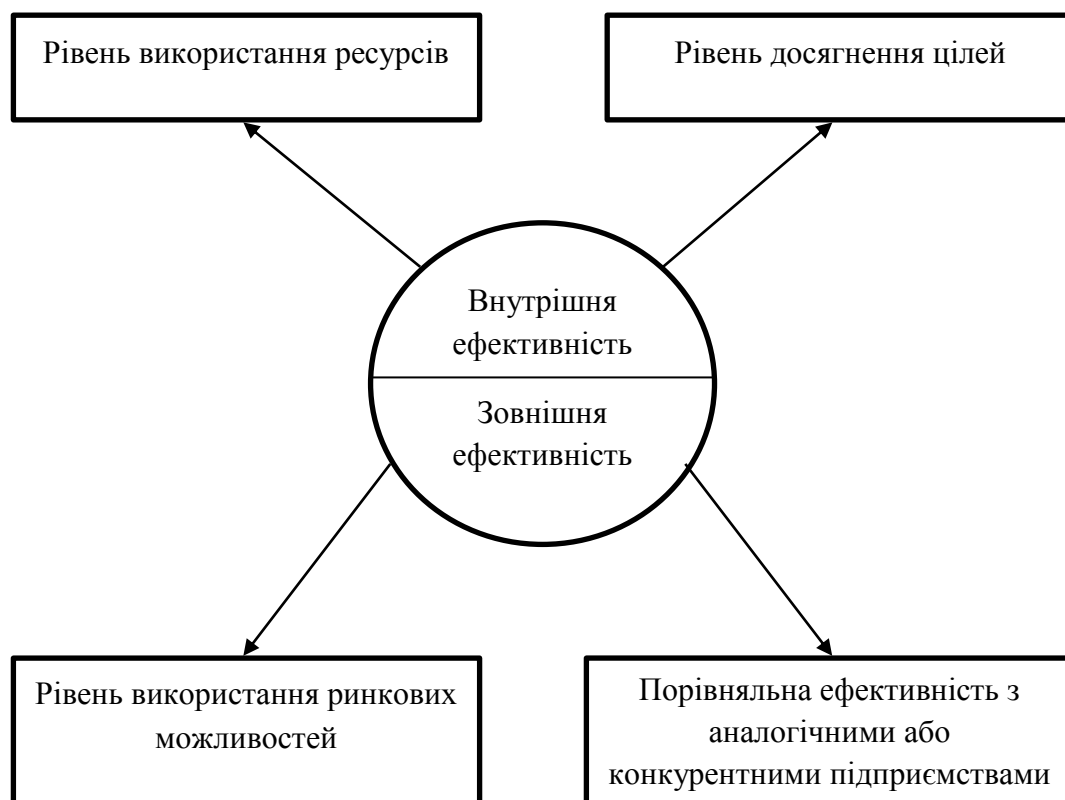 Рівень використання ресурсів
Рівень досягнення цілей
Внутрішня
ефективність
Зовнішня
ефективність
Рівень використання ринкових
можливостей
Порівняльна ефективність з
аналогічними або
конкурентними підприємствами